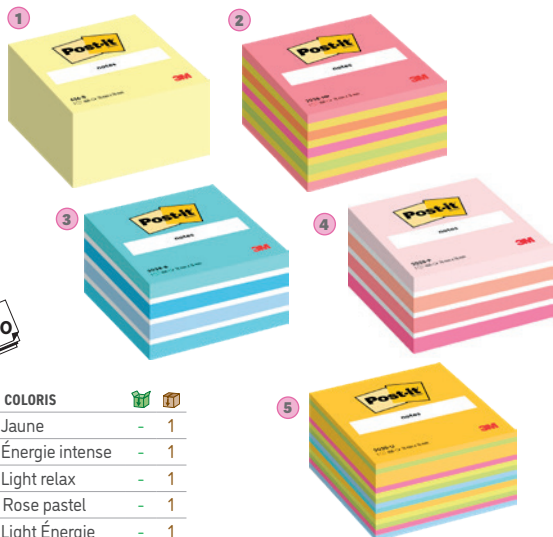 1
2
Post-it
notes
3M
Post-it
notes
3M
3
4
Post-it
notes
3M
Post-it
notes
3M
5
Post-it
notes
3M
COLORIS
Jaune - 1
Énergie intense - 1
Light relax - 1
Rose pastel - 1
Light Énergie - 1